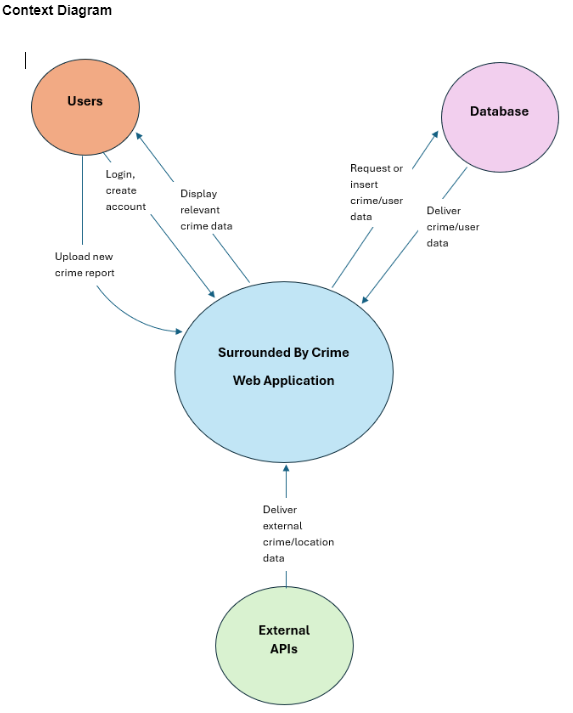 Context Diagram
Users
Database
Login,
create
account
Display
relevant
crime data
Request or
insert
crime/user
data
Deliver
crime/user
data
Upload new
crime report
Surrounded By Crime
Web Application
Deliver
external
crime/location
data
External
APIs